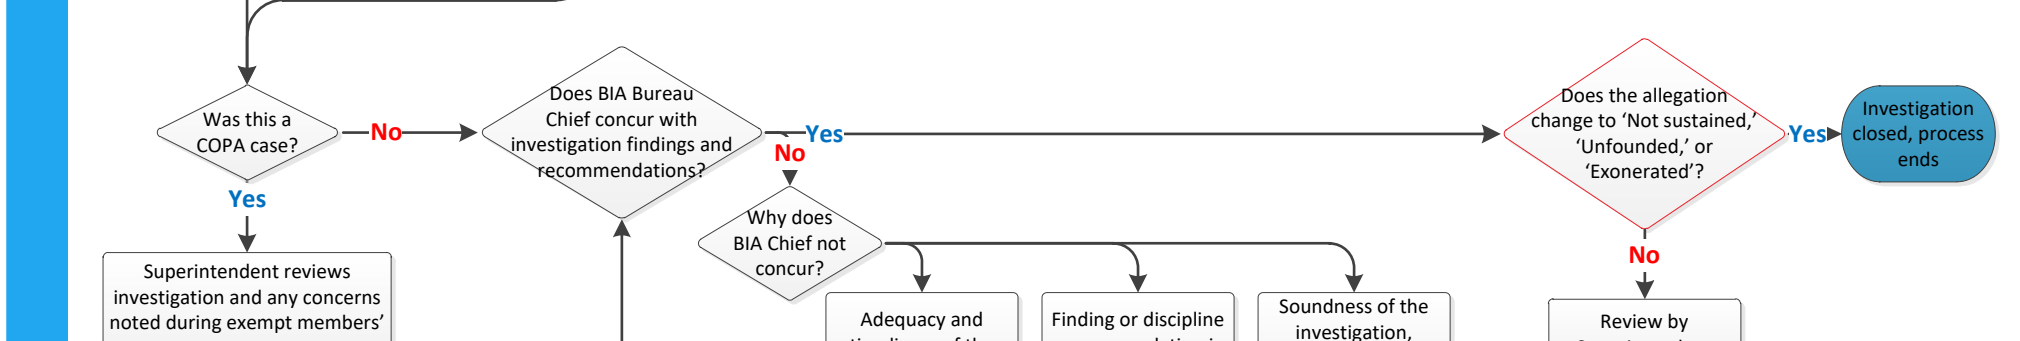 Was this a
COPA case?
No
Yes
Superintendent reviews
investigation and any concerns
noted during exempt members’
Does BIA Bureau
Chief concur with
investigation findings and
recommendations?
Yes
No
Why does
BIA Chief not
concur?
Adequacy and
Finding or discipline
Soundness of the
investigation,
Does the allegation
change to ‘Not sustained,’
‘Unfounded,’ or
‘Exonerated’?
Yes
Investigation
closed, process
ends
No
Review by